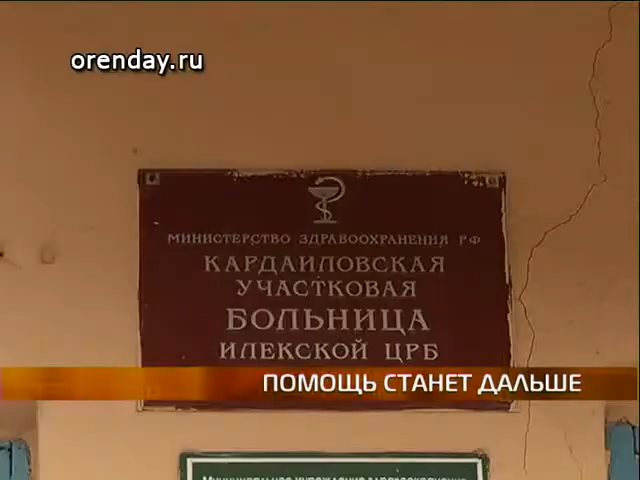 orenday.ru
МИНИСТЕРСТВО ЗДРАВООХРАНЕНИЯ РФ
КАРДАИЛОВСКАЯ
УЧАСТКОВАЯ
БОЛЬНИЦА
ИЛЕКСКОЙ ЦРБ
ПОМОЩЬ СТАНЕТ ДАЛЬШЕ